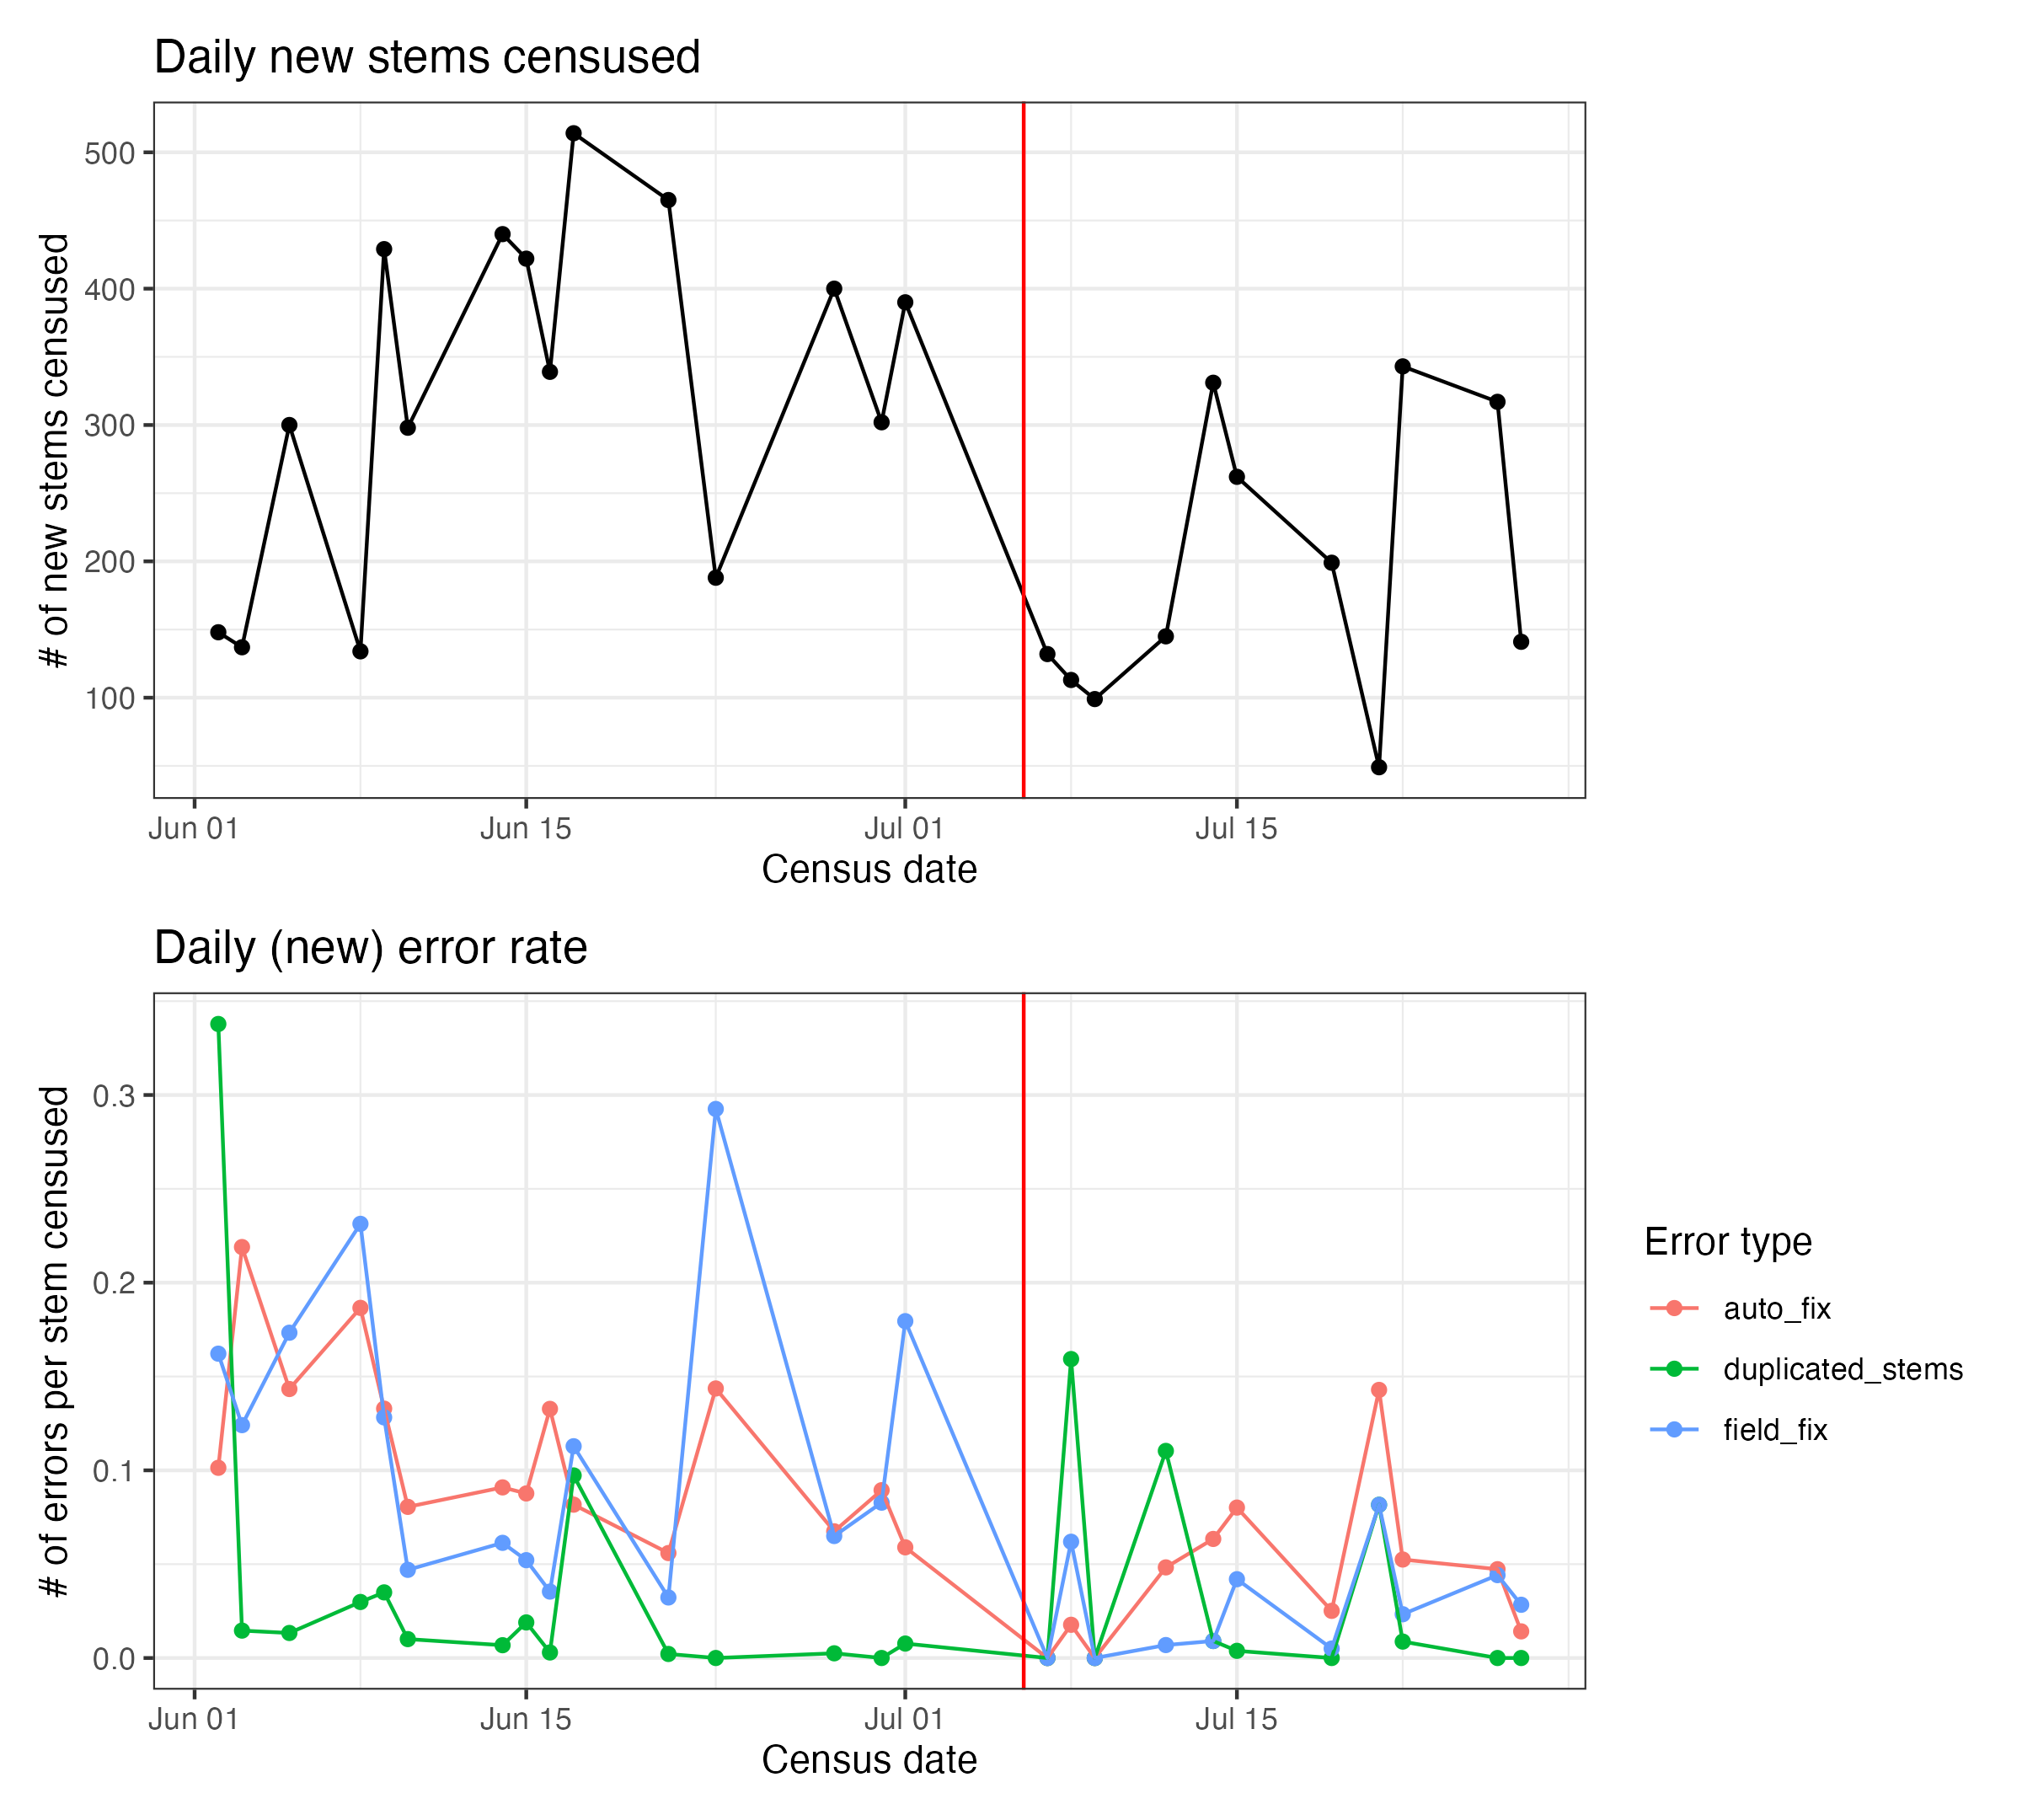 Daily new stems censused
# of new stems censused
500
400
300
200
100
Jun 01
Jun 15
Jul 01
Jul 15
Census date
Daily (new) error rate
# of errors per stem censused
0.3
0.2
0.1
0.0
Jun 01
Jun 15
Jul 01
Jul 15
Census date
Error type
auto_fix
duplicated_stems
field_fix